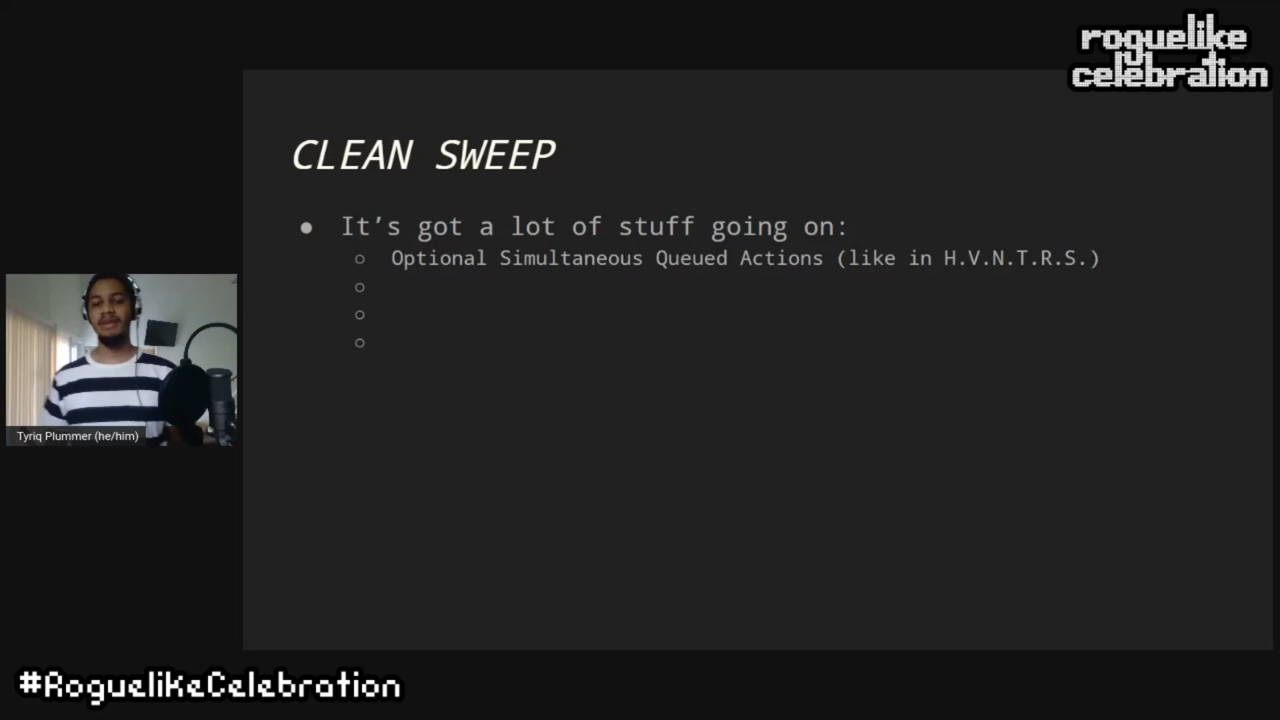 roguelike
celebration
CLEAN SWEEP
● It’s got a lot of stuff going on:
○ Optional Simultaneous Queued Actions (like in H.V.N.T.R.S.)
○
○
○
Tyriq Plummer (he/him)
#RoguelikeCelebration